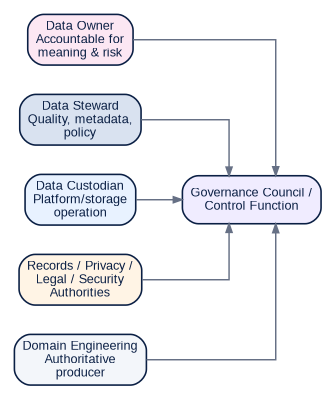 Data Owner
Accountable for
meaning & risk
Data Steward
Quality, metadata,
policy
Data Custodian
Platform/storage
operation
Governance Council /
Control Function
Records / Privacy /
Legal / Security
Authorities
Domain Engineering
Authoritative
producer